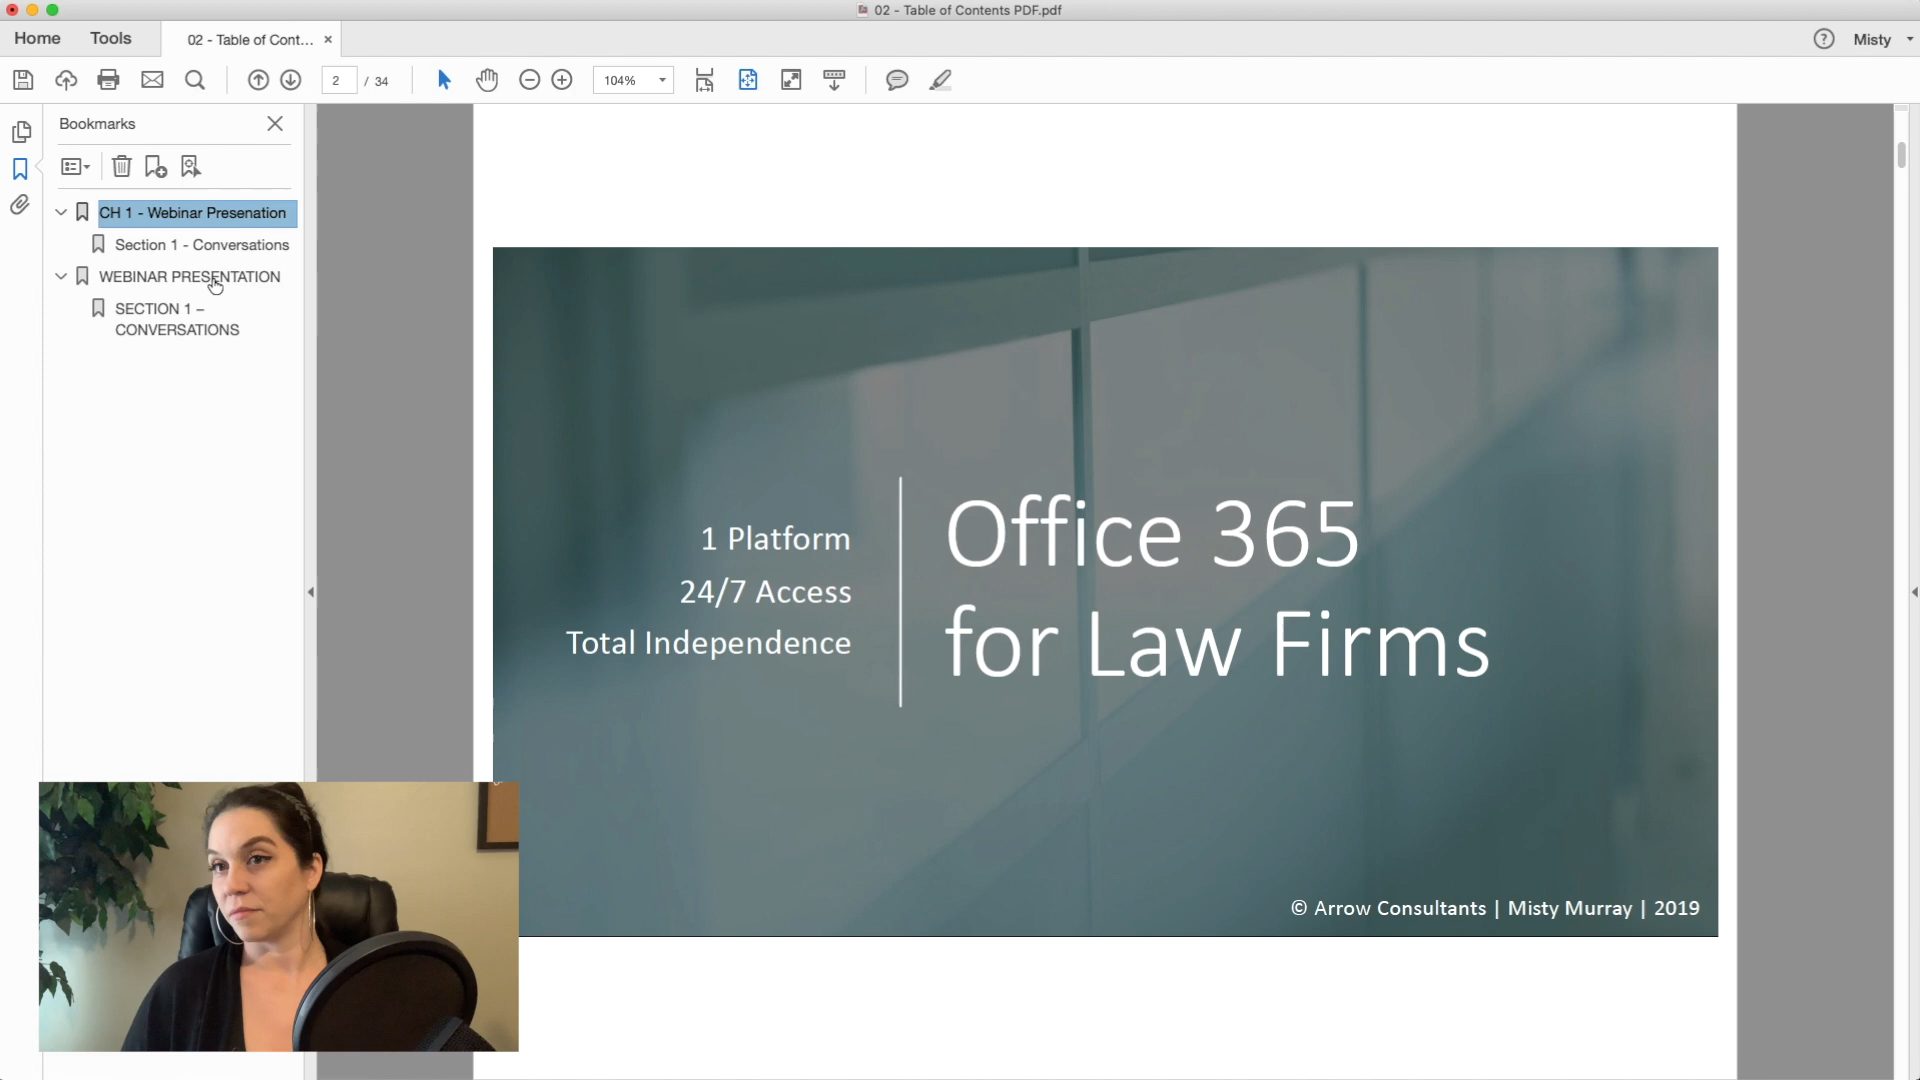 02 - Table of Contents PDF.pdf
Home
Tools
02 - Table of Cont...
Misty
2
/ 34
104%
Bookmarks
CH 1 - Webinar Presenation
Section 1 - Conversations
WEBINAR PRESENTATION
SECTION 1 –
CONVERSATIONS
1 Platform
24/7 Access
Total Independence
Office 365
for Law Firms
© Arrow Consultants | Misty Murray | 2019